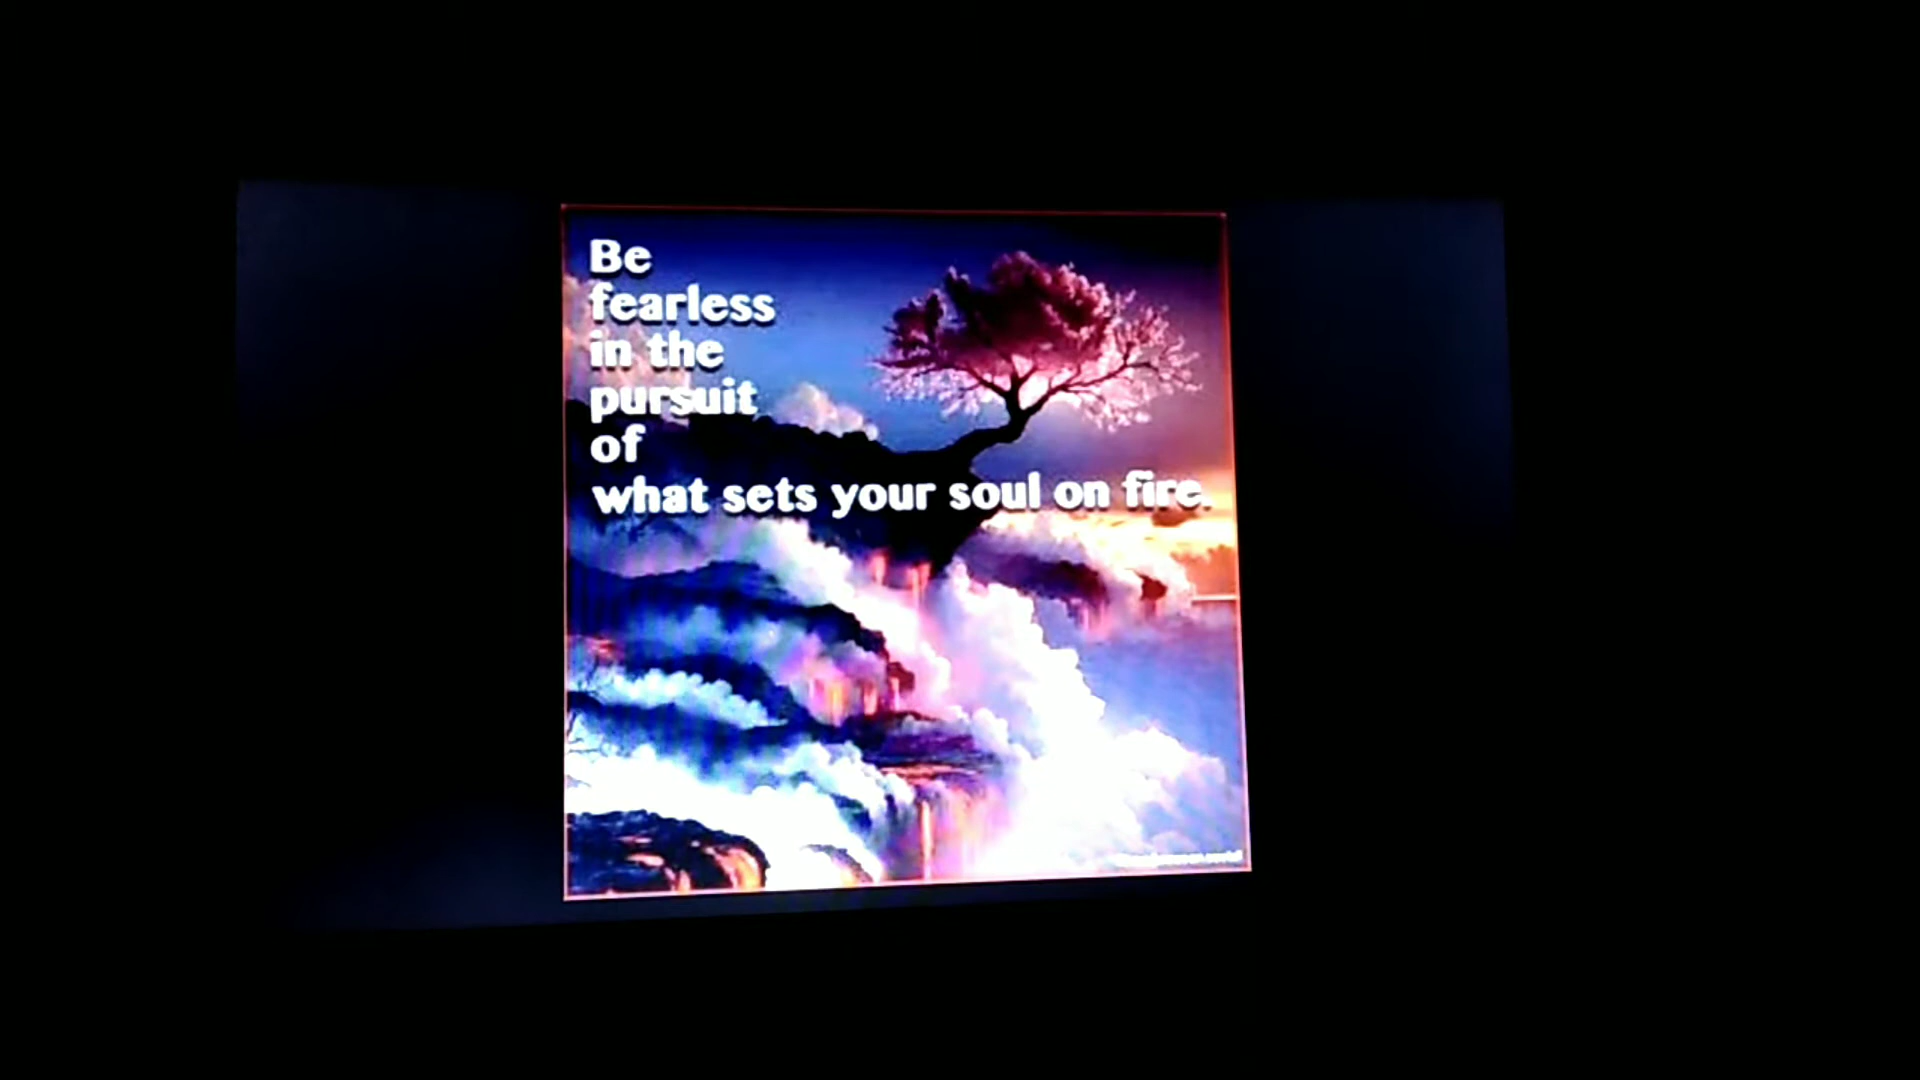 Be
fearless
in the
pursuit
of
what sets your soul on fire.